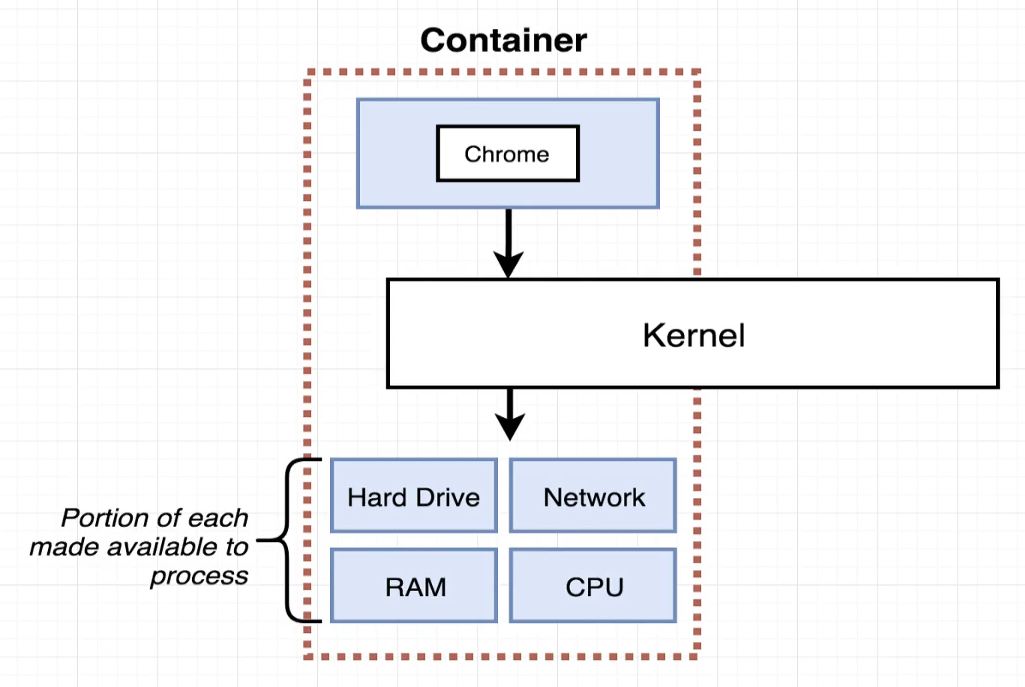 Container
Chrome
Kernel
Hard Drive
Network
Portion of each
made available to
process
RAM
CPU